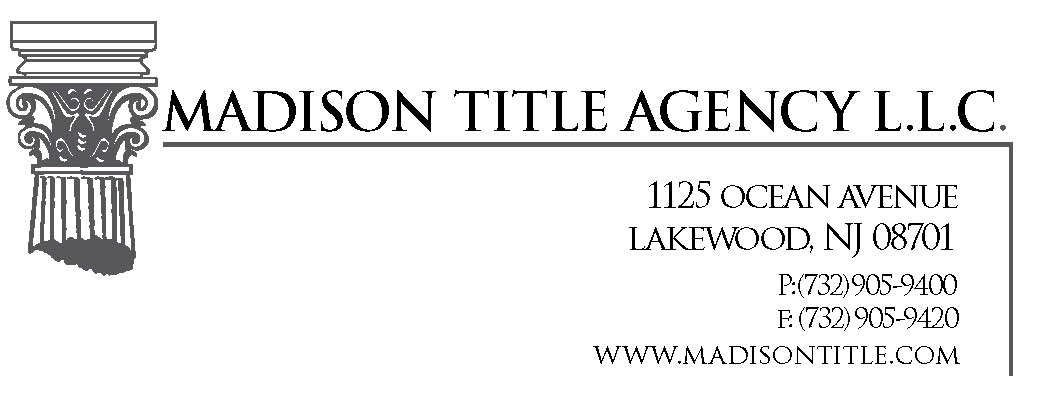 MADISON TITLE AGENCY L.L.C.
1125 OCEAN AVENUE
LAKEWOOD, NJ 08701
P:(732)905-9400
F: (732) 905-9420
WWW.MADISONTITLE.COM